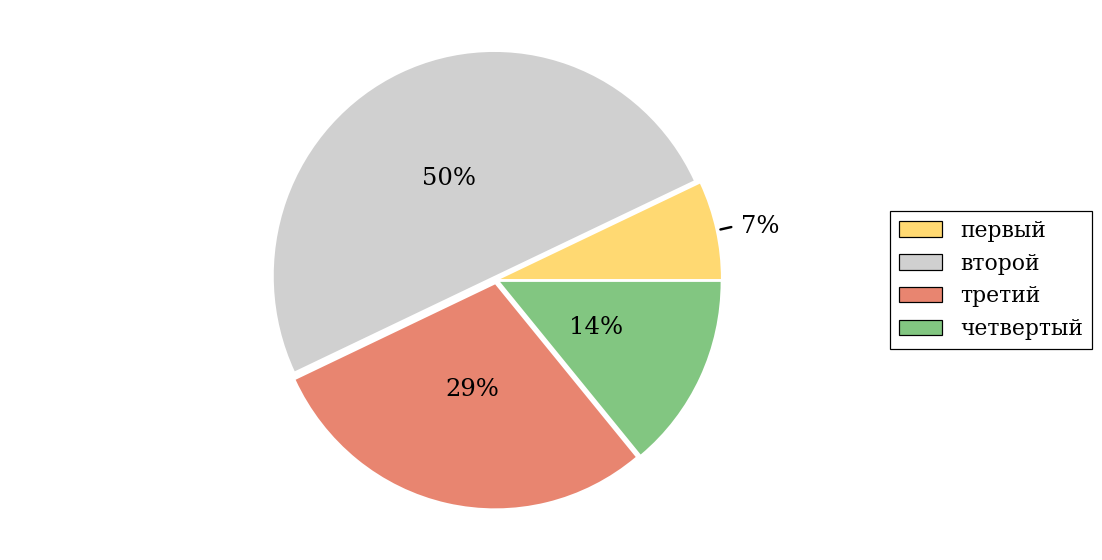 50%
7%
14%
29%
первый
второй
третий
четвертый